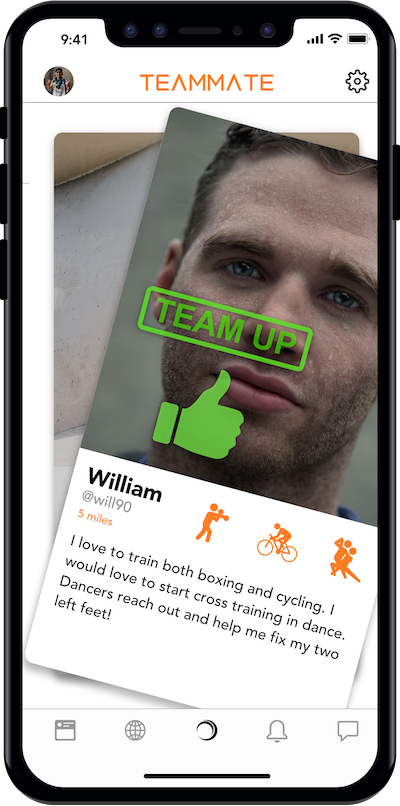 9:41
TEAMMATE
TEAM UP
William
@will90
5 miles
I love to train both boxing and cycling. I
would love to start cross training in dance.
Dancers reach out and help me fix my two
left feet!